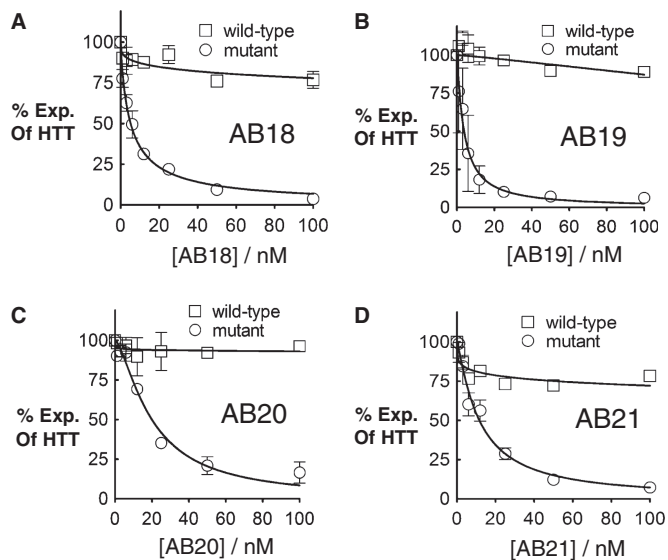 A
wild-type
mutant
100
75
50
25
0
% Exp.
Of HTT
AB18
0 20 40 60 80 100
[AB18] / nM
B
wild-type
mutant
100
75
50
25
0
% Exp.
Of HTT
AB19
0 20 40 60 80 100
[AB19] / nM
C
wild-type
mutant
100
75
50
25
0
% Exp.
Of HTT
AB20
0 20 40 60 80 100
[AB20] / nM
D
wild-type
mutant
100
75
50
25
0
% Exp.
Of HTT
AB21
0 20 40 60 80 100
[AB21] / nM